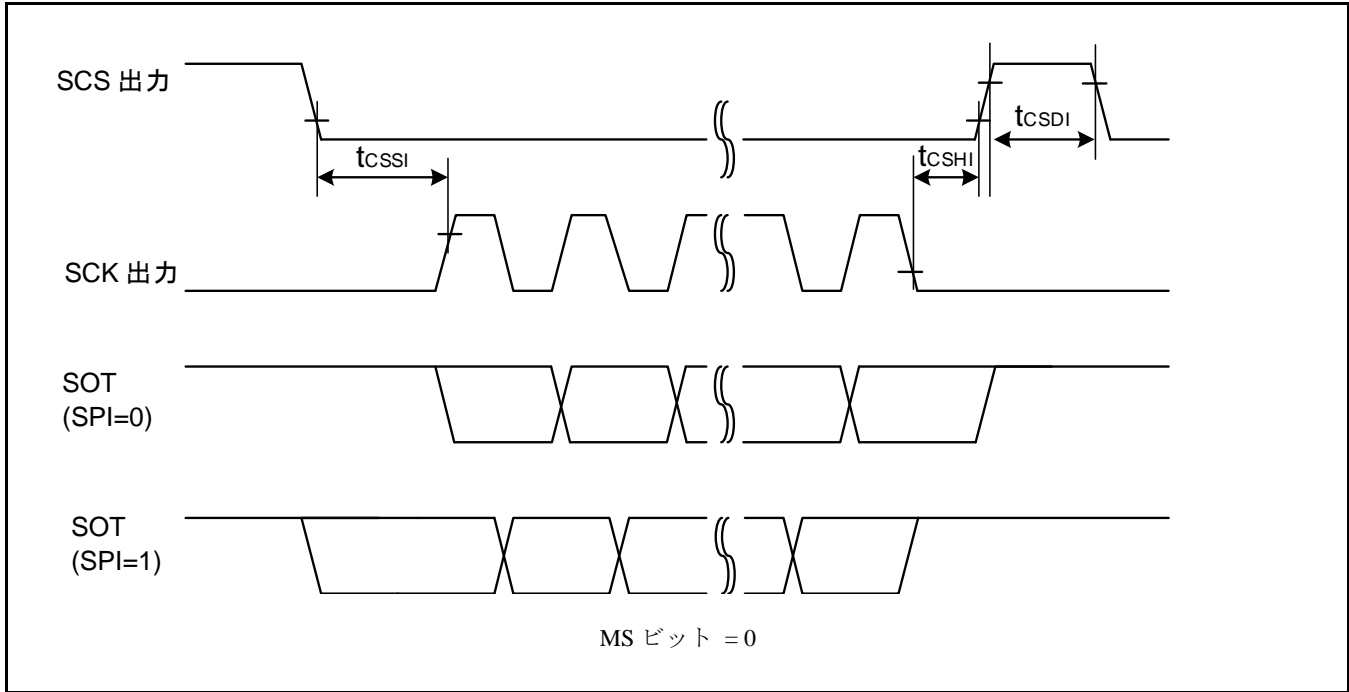 SCS 出力
tCSDI
tCSSI
tCSHI
SCK 出力
SOT
(SPI=0)
SOT
(SPI=1)
MS ビット = 0